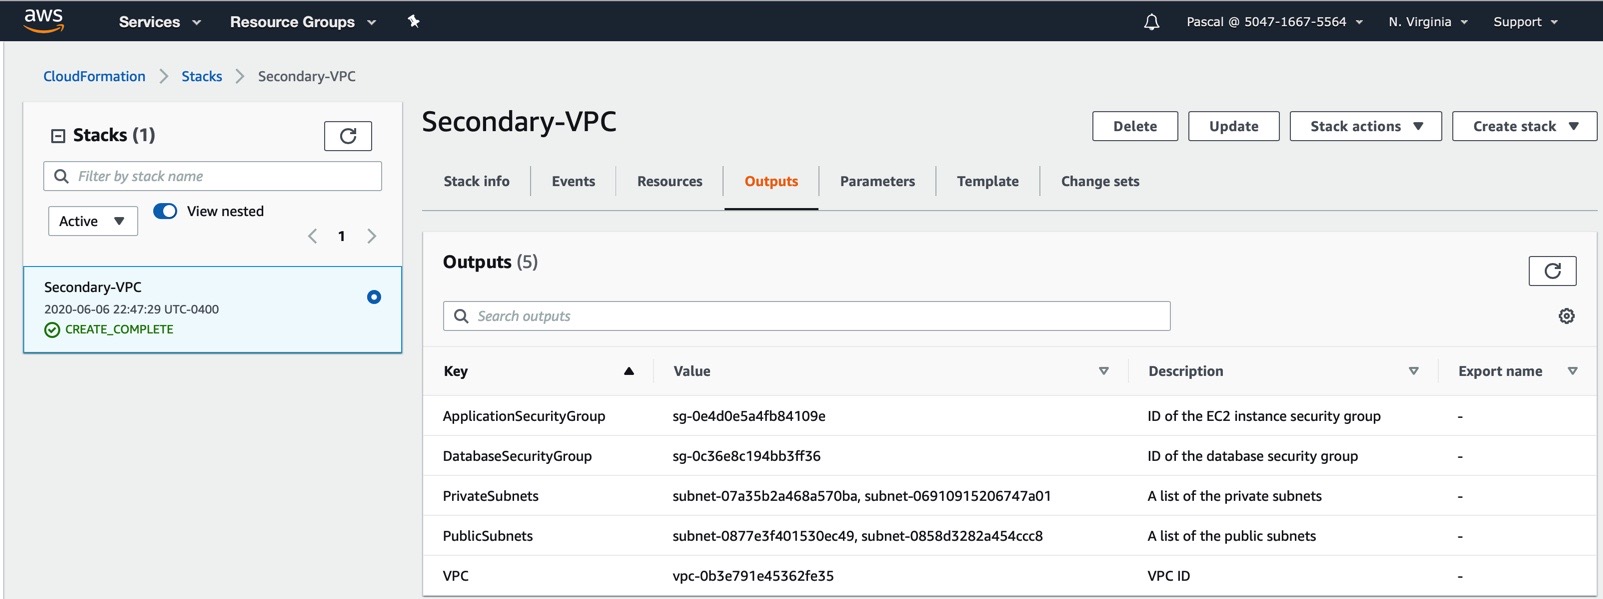 aws Services Resource Groups Pascal @ 5047-1667-5564 N. Virginia Support
CloudFormation Stacks Secondary-VPC
Stacks (1)
Filter by stack name
Active View nested
1
Secondary-VPC
2020-06-06 22:47:29 UTC-0400
CREATE_COMPLETE
Secondary-VPC
Delete Update Stack actions Create stack
Stack info Events Resources Outputs Parameters Template Change sets
Outputs (5)
Search outputs
Key Value Description Export name
ApplicationSecurityGroup sg-0e4d0e5a4fb84109e ID of the EC2 instance security group -
DatabaseSecurityGroup sg-0c36e8c194bb3ff36 ID of the database security group -
PrivateSubnets subnet-07a35b2a468a570ba, subnet-06910915206747a01 A list of the private subnets -
PublicSubnets subnet-0877e3f401530ec49, subnet-0858d3282a454ccc8 A list of the public subnets -
VPC vpc-0b3e791e45362fe35 VPC ID -